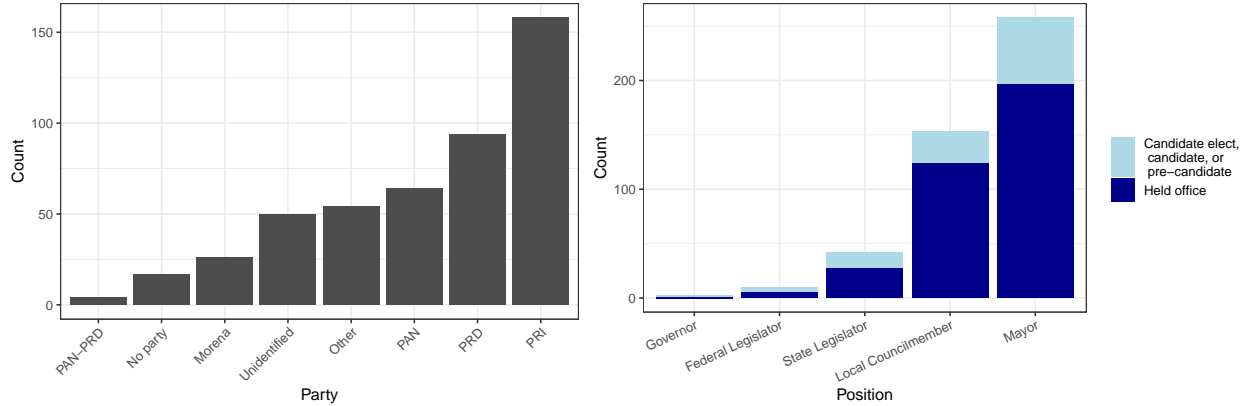 Count
150
100
50
0
PAN−PRD
No party
Morena
Unidentified
Other
PAN
PRD
PRI
Party
Count
200
100
0
Governor
Federal Legislator
State Legislator
Local Councilmember
Mayor
Position
Candidate elect,
candidate, or
pre−candidate
Held office